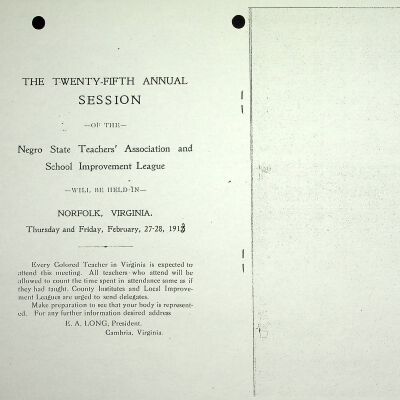 THE TWENTY-FIFTH ANNUAL
SESSION
—OF THE—
Negro State Teachers' Association and
School Improvement League
—WILL BE HELD IN—
NORFOLK, VIRGINIA.
Thursday and Friday, February, 27-28, 1913
Every Colored Teacher in Virginia is expected to
attend this meeting. All teachers who attend will be
allowed to count the time spent in attendance same as if
they had taught. County Institutes and Local Improve-
ment Leagues are urged to send delegates.
Make preparation to see that your body is represent-
ed. For any further information desired address
E. A. LONG, President.
Cambria, Virginia.